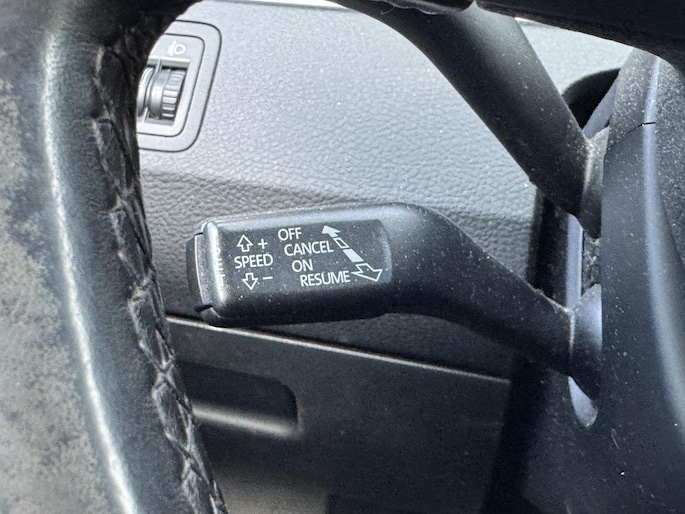 +
SPEED
-
OFF
CANCEL
ON
RESUME